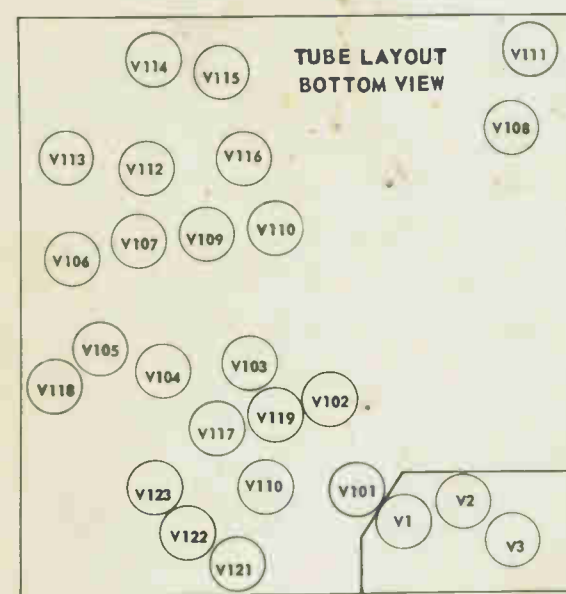 TUBE LAYOUT
BOTTOM VIEW
V111
V114
V115
V108
V113
V112
V116
V106
V107
V109
V110
V105
V118
V104
V103
V102
V119
V117
V123
V110
V101
V2
V1
V122
V3
V121